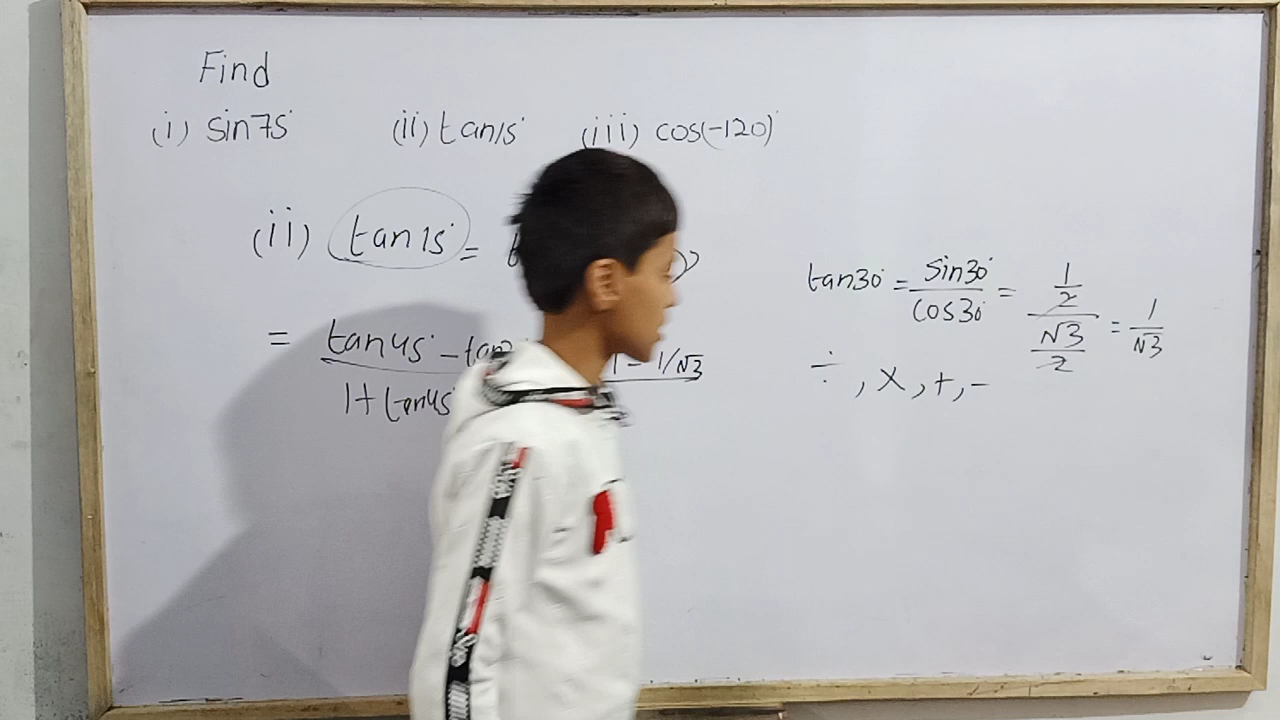 Find
(i) sin75° (ii) tan15° (iii) cos(-120)°
(ii) tan15° =
= tan45° - tan
1 + tan45°
1 - 1/√3
tan30° = sin30°/cos30° = (1/2)/(√3/2) = 1/√3
÷, ×, +, -